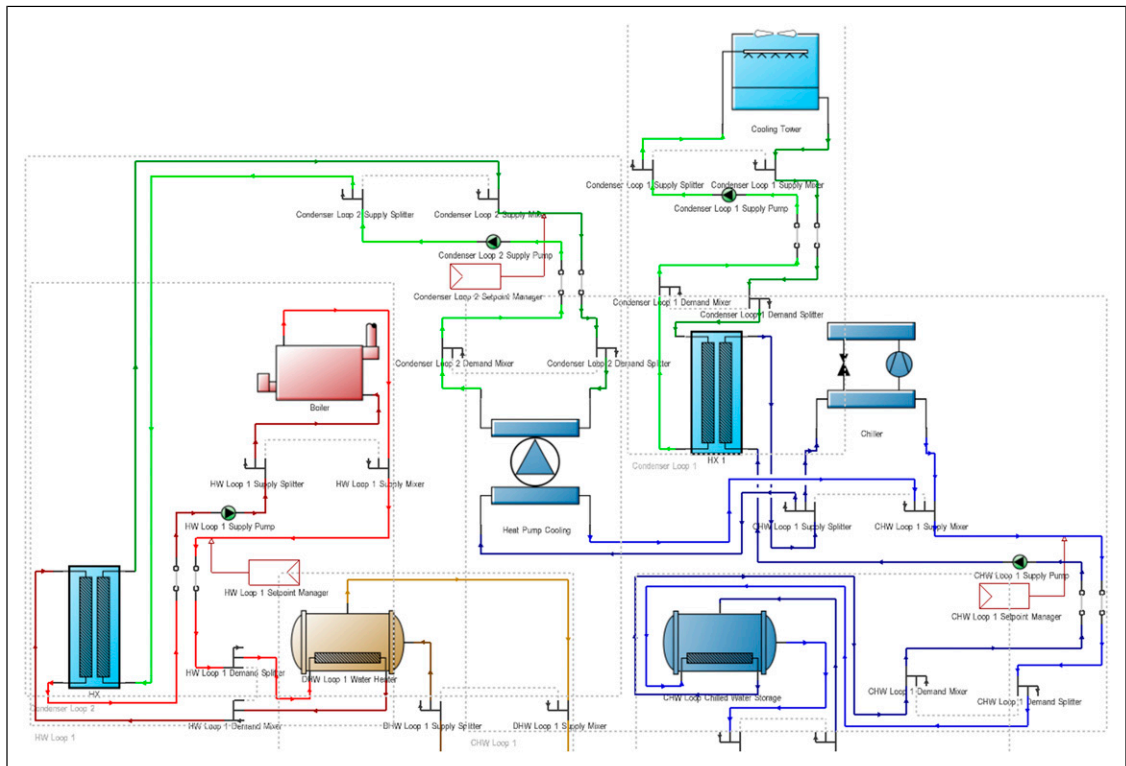 Cooling Tower
Condenser Loop 1 Supply Splitter
Condenser Loop 1 Supply Mixer
Condenser Loop 2 Supply Splitter
Condenser Loop 2 Supply Mixer
Condenser Loop 1 Supply Pump
Condenser Loop 2 Supply Pump
Condenser Loop 2 Setpoint Manager
Condenser Loop 1 Demand Mixer
Condenser Loop 1 Demand Splitter
Condenser Loop 2 Demand Mixer
Condenser Loop 2 Demand Splitter
Boiler
Chiller
HX 1
Condenser Loop 1
HW Loop 1 Supply Splitter
HW Loop 1 Supply Mixer
HW Loop 1 Supply Pump
Heat Pump Cooling
CHW Loop 1 Supply Splitter
CHW Loop 1 Supply Mixer
CHW Loop 1 Supply Pump
HW Loop 1 Setpoint Manager
CHW Loop 1 Setpoint Manager
HW Loop 1 Demand Splitter
DHW Loop 1 Water Heater
HX
Condenser Loop 2
CHW Loop Chilled Water Storage
CHW Loop 1 Demand Mixer
CHW Loop 1 Demand Splitter
HW Loop 1 Demand Mixer
DHW Loop 1 Supply Splitter
DHW Loop 1 Supply Mixer
HW Loop 1
CHW Loop 1